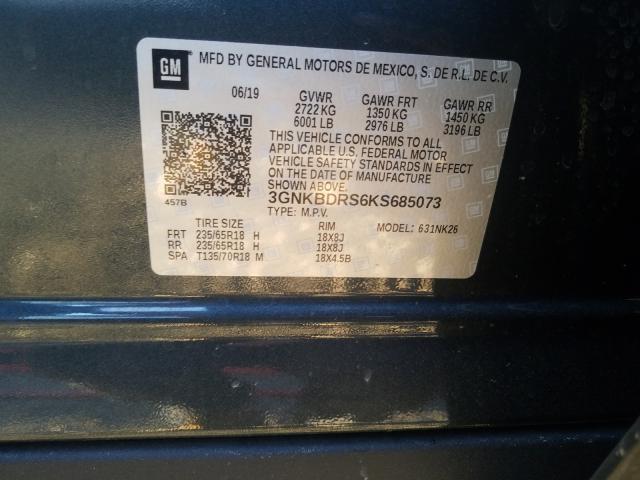 GM
MFD BY GENERAL MOTORS DE MEXICO, S. DE R.L. DE C.V.
06/19 GVWR GAWR FRT GAWR RR
2722 KG 1350 KG 1450 KG
6001 LB 2976 LB 3196 LB
THIS VEHICLE CONFORMS TO ALL
APPLICABLE U.S. FEDERAL MOTOR
VEHICLE SAFETY STANDARDS IN EFFECT
ON THE DATE OF MANUFACTURE
SHOWN ABOVE.
457B
3GNKBDRS6KS685073
TYPE: M.P.V. MODEL: 631NK26
TIRE SIZE RIM
FRT 235/65R18 H 18X8J
RR 235/65R18 H 18X8J
SPA T135/70R18 M 18X4.5B